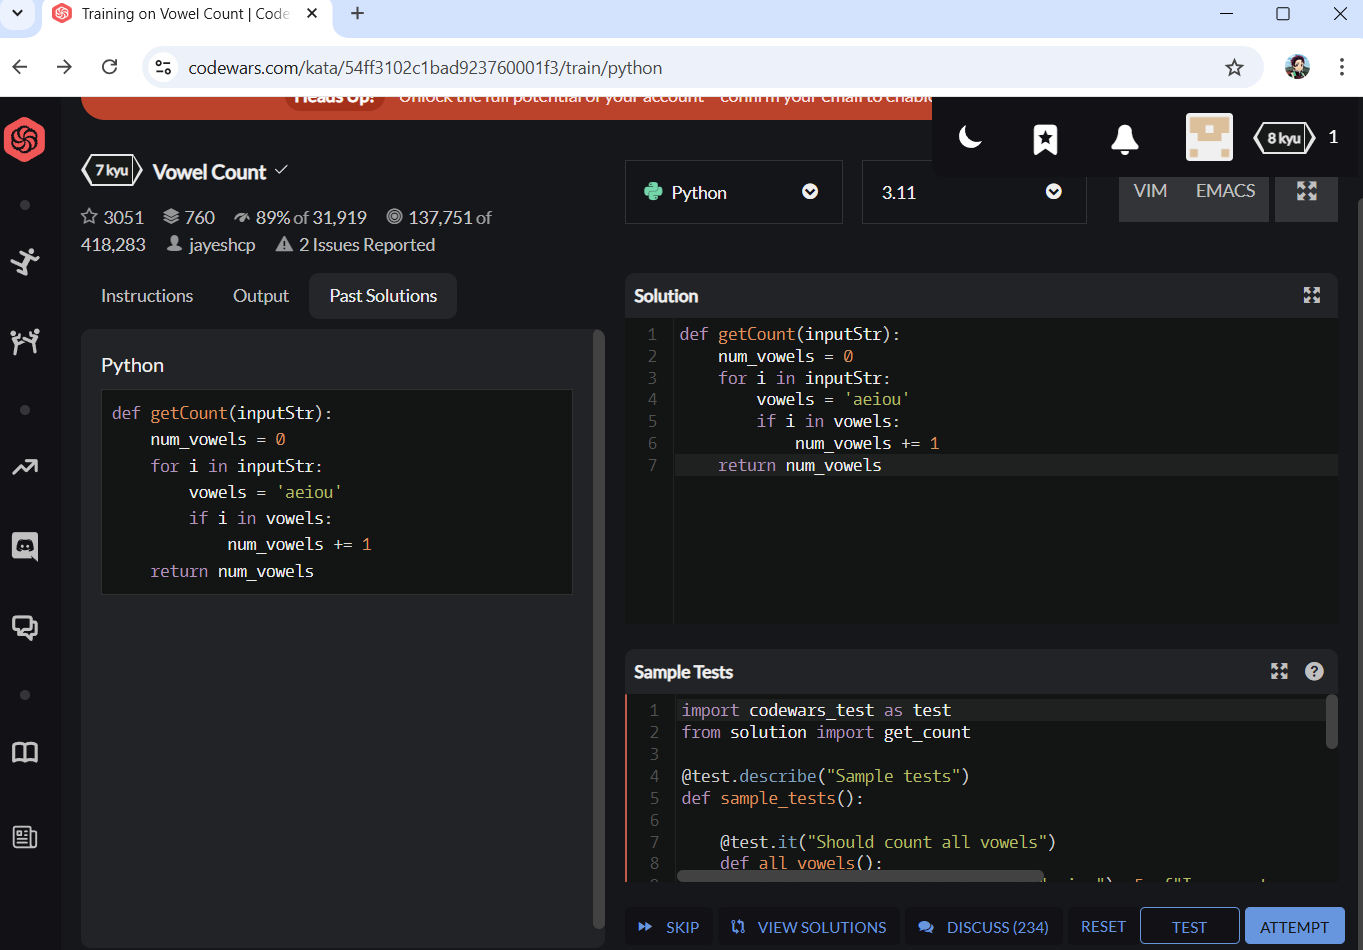 Training on Vowel Count | Code
codewars.com/kata/54ff3102c1bad923760001f3/train/python
Heads Up! Unlock the full potential of your account - confirm your email to enable
8 kyu 1
7 kyu Vowel Count
3051 760 89% of 31,919 137,751 of
418,283 jayeshcp 2 Issues Reported
Python
3.11
VIM EMACS
Instructions Output Past Solutions
Python
def getCount(inputStr):
    num_vowels = 0
    for i in inputStr:
        vowels = 'aeiou'
        if i in vowels:
            num_vowels += 1
    return num_vowels
Solution
1 def getCount(inputStr):
2     num_vowels = 0
3     for i in inputStr:
4         vowels = 'aeiou'
5         if i in vowels:
6             num_vowels += 1
7     return num_vowels
Sample Tests
1 import codewars_test as test
2 from solution import get_count
3
4 @test.describe("Sample tests")
5 def sample_tests():
6
7     @test.it("Should count all vowels")
8     def all_vowels():
SKIP VIEW SOLUTIONS DISCUSS (234) RESET TEST ATTEMPT